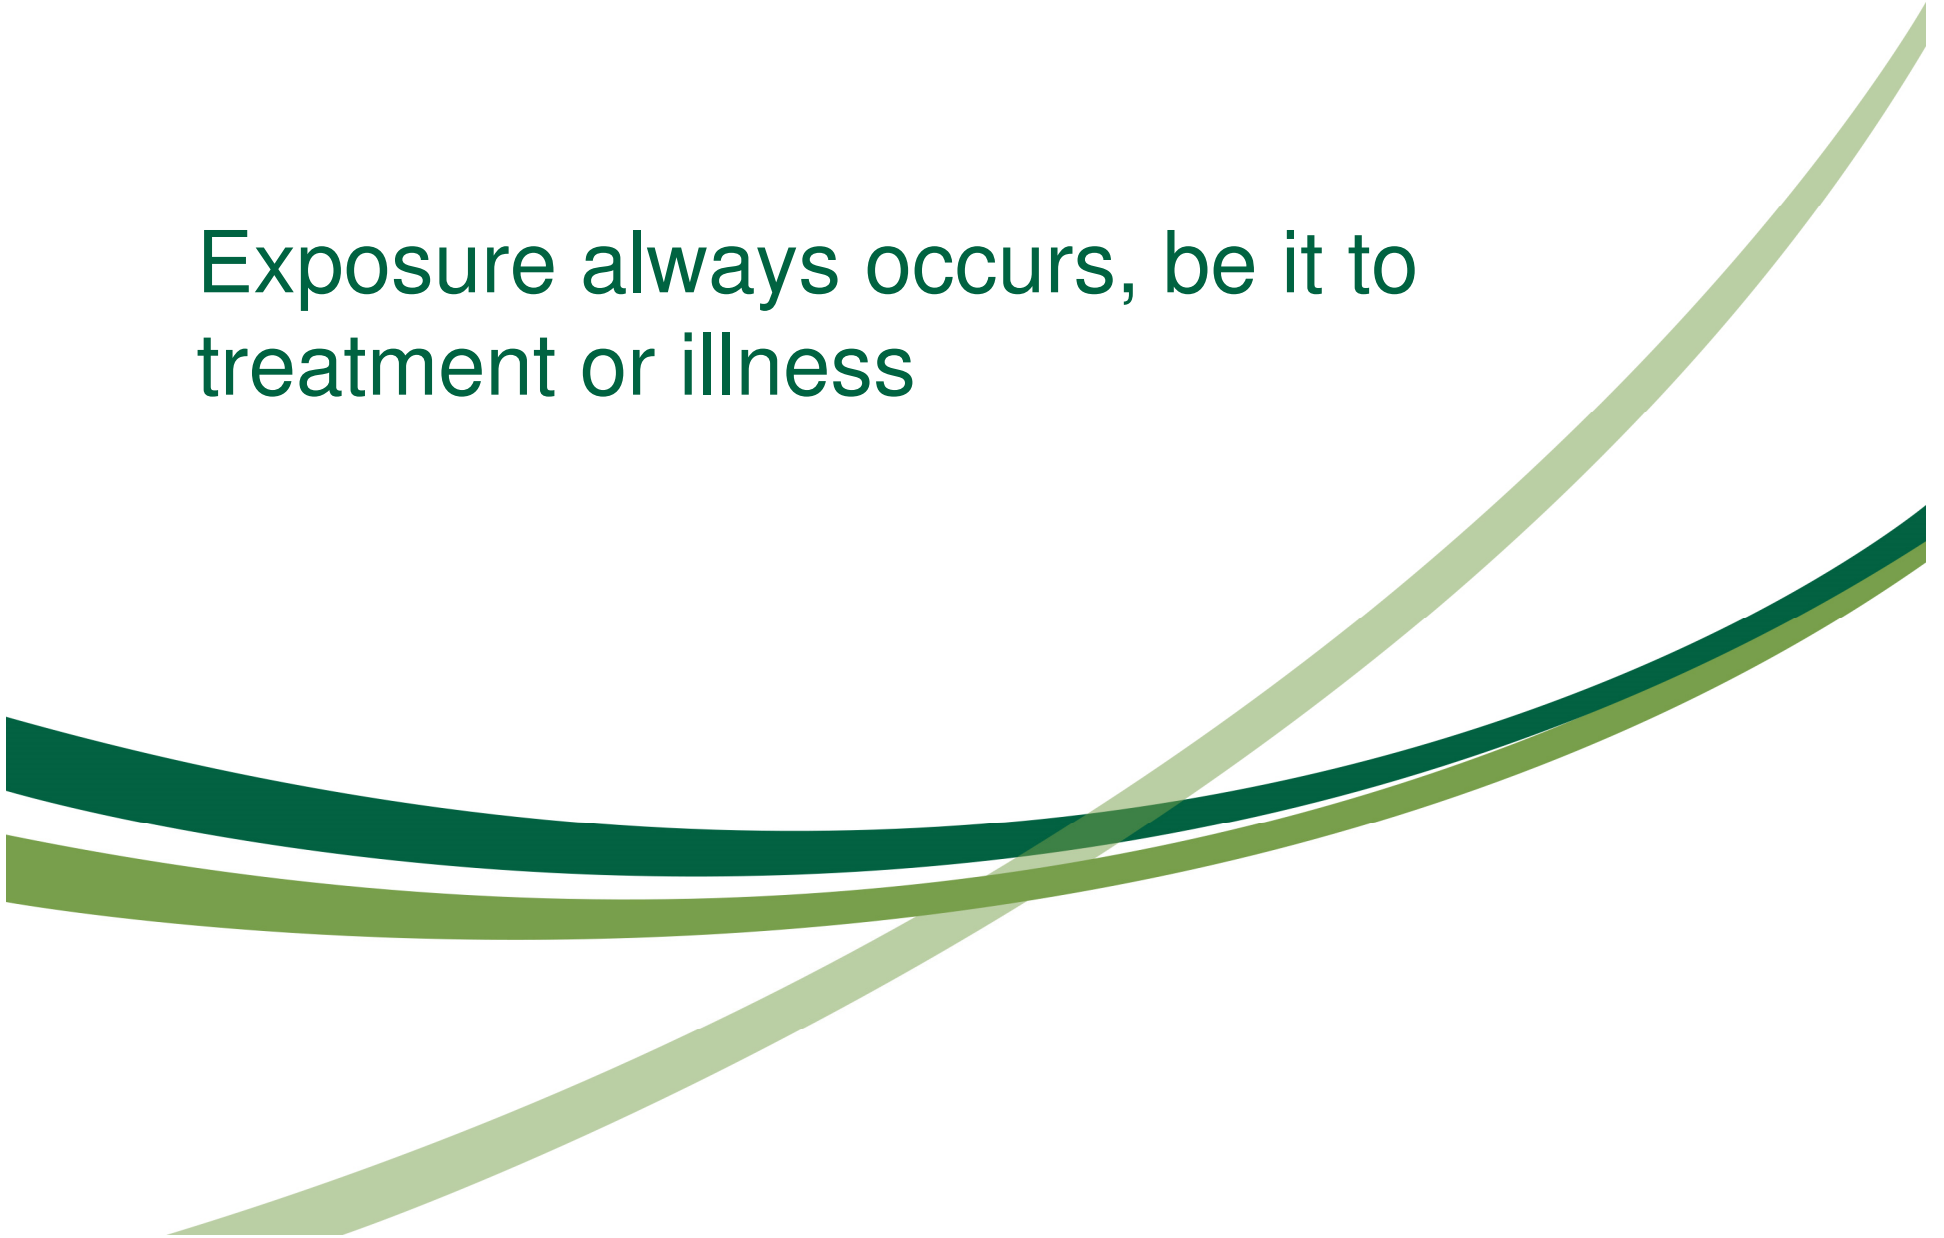 Exposure always occurs, be it to
treatment or illness